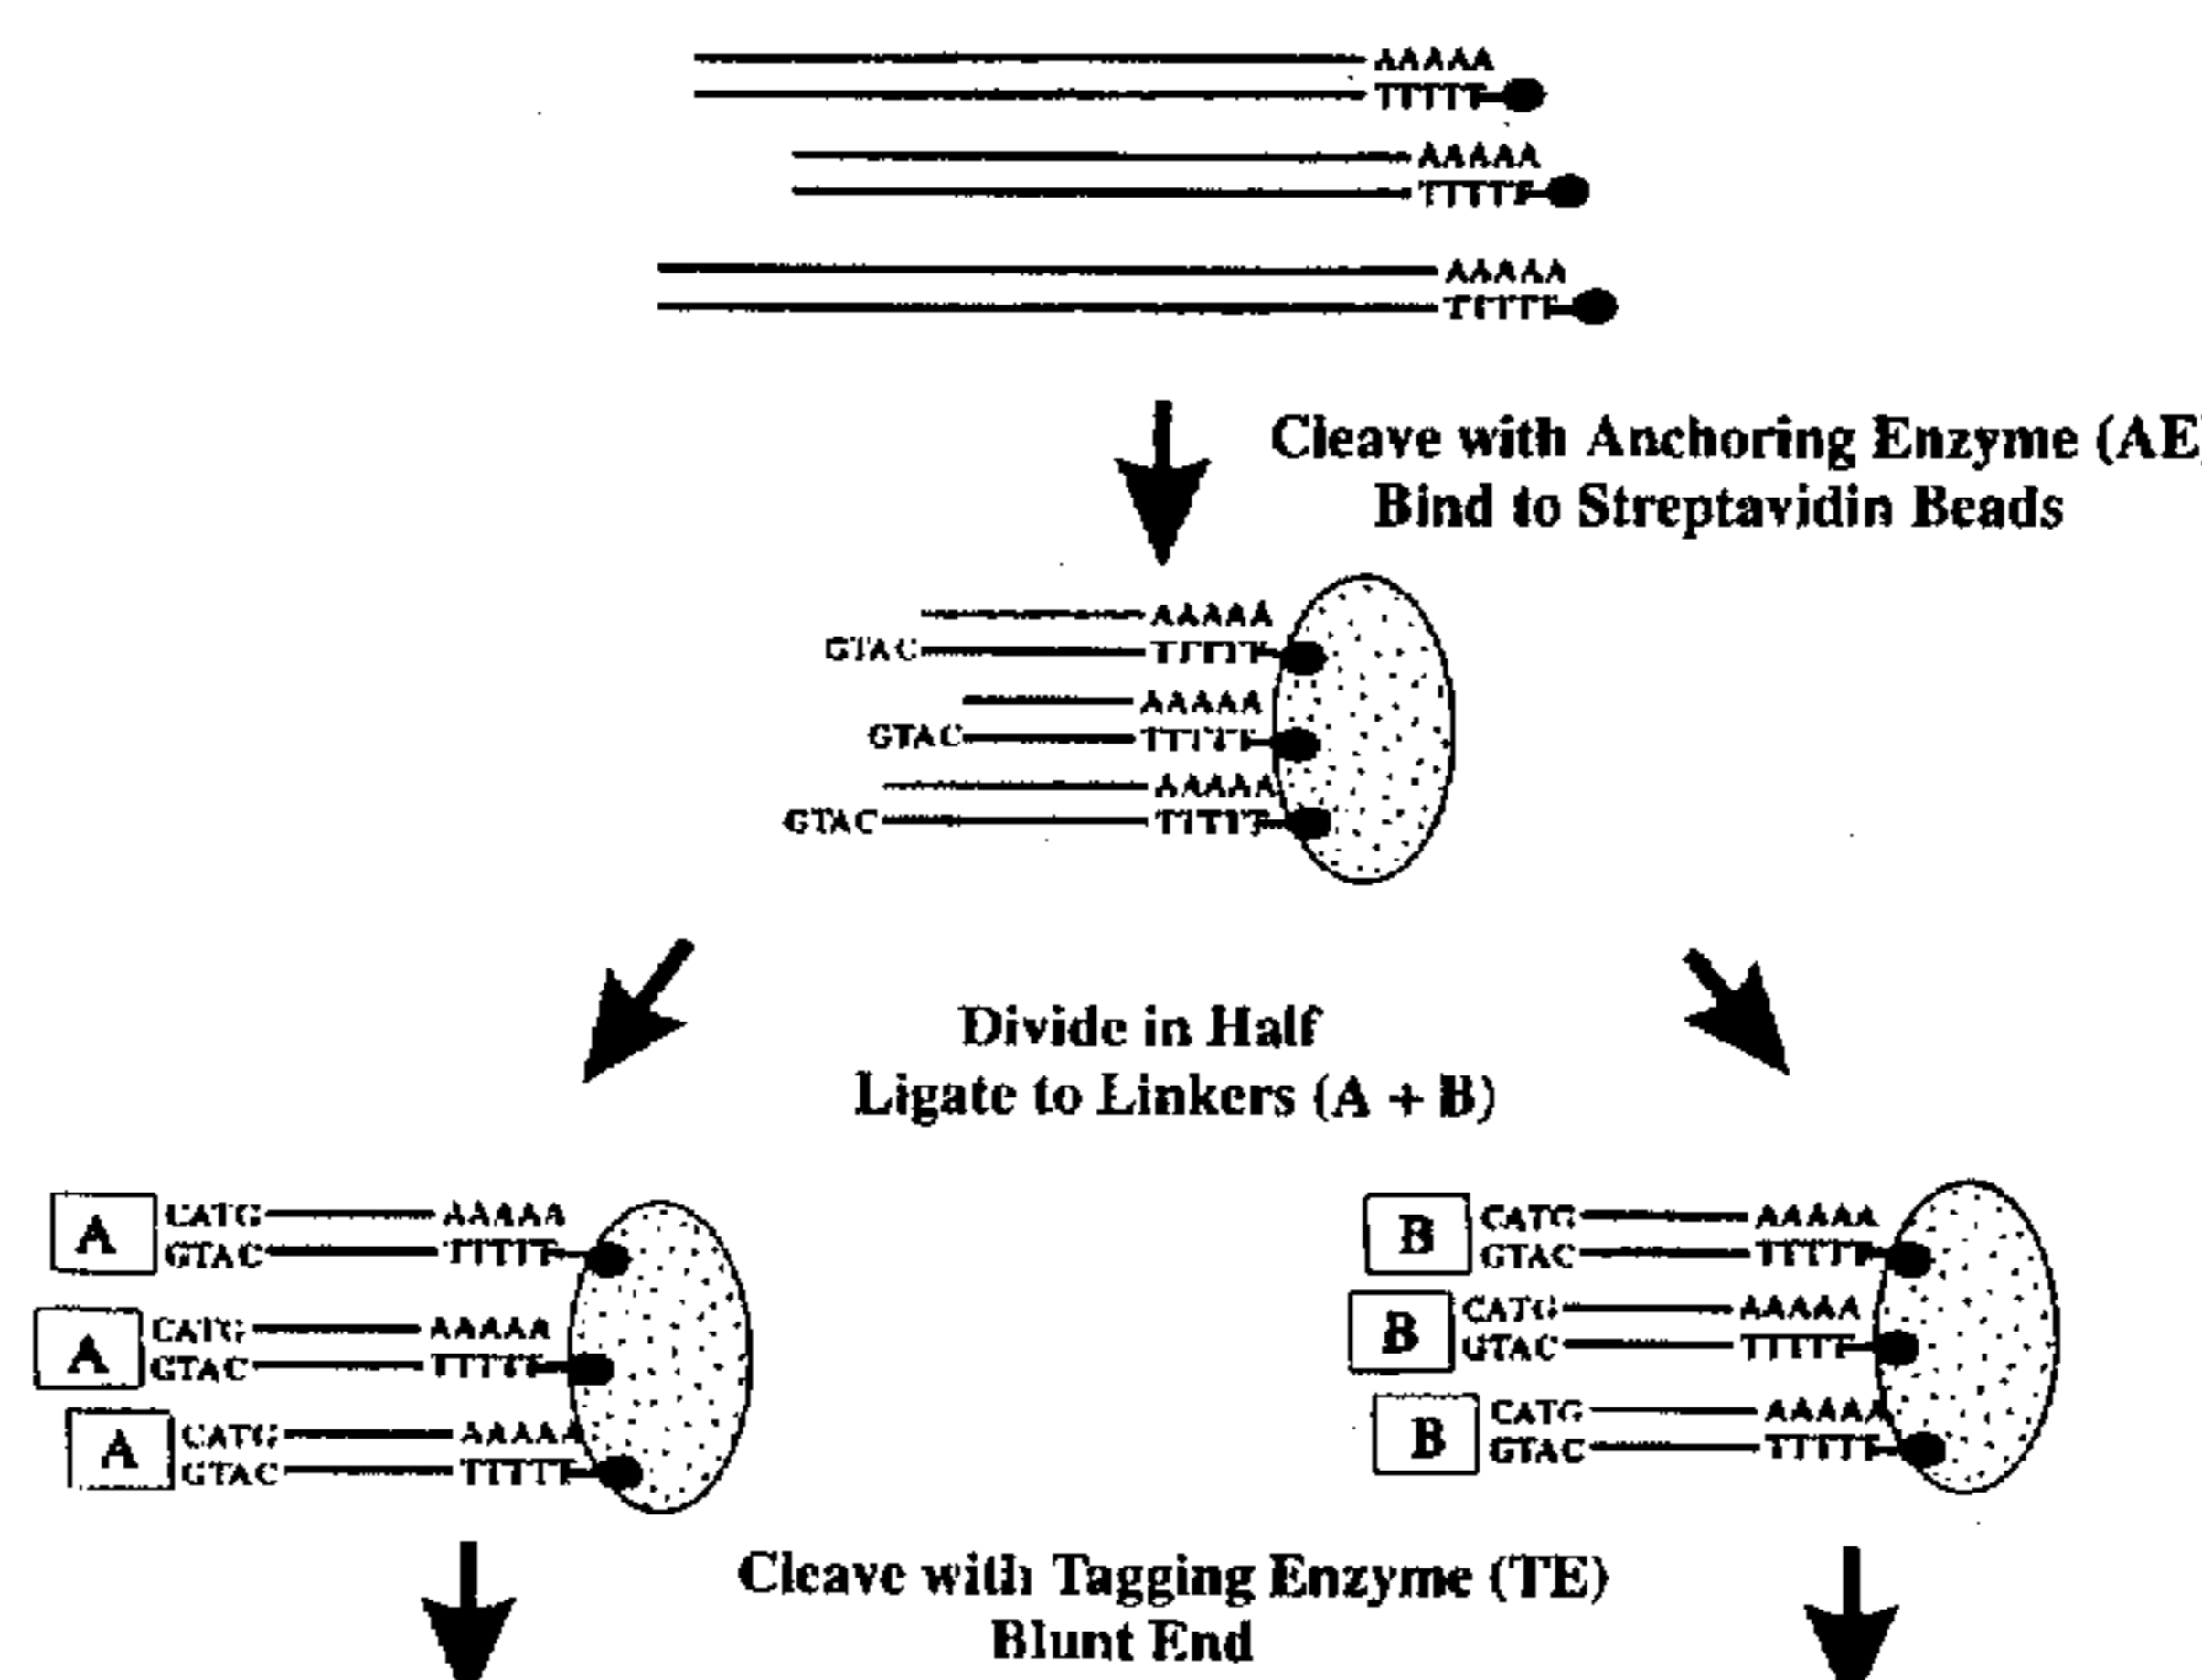 AAAAA
TTTTT
AAAAA
TTTTT
AAAAA
TTTTT
Cleave with Anchoring Enzyme (AE)
Bind to Streptavidin Beads
AAAAA
GTAC TTTTT
AAAAA
GTAC TTTTT
AAAAA
GTAC TTTTT
Divide in Half
Ligate to Linkers (A + B)
A CATG AAAAA
GTAC TTTTT
A CATG AAAAA
GTAC TTTTT
A CATG AAAAA
GTAC TTTTT
B CATG AAAAA
GTAC TTTTT
B CATG AAAAA
GTAC TTTTT
B CATG AAAAA
GTAC TTTTT
Cleave with Tagging Enzyme (TE)
Blunt End